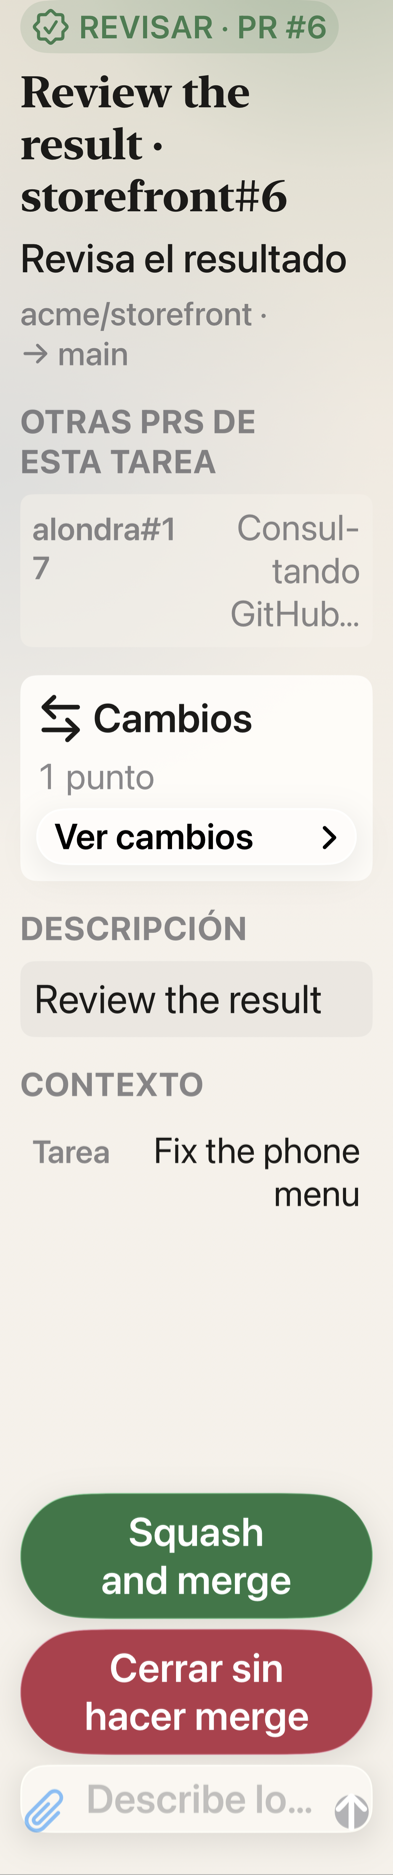 REVISAR · PR #6
Review the
result ·
storefront#6
Revisa el resultado
acme/storefront ·
→ main
OTRAS PRS DE
ESTA TAREA
alondra#1
7
Consul-
tando
GitHub...
Cambios
1 punto
Ver cambios
DESCRIPCIÓN
Review the result
CONTEXTO
Tarea
Fix the phone
menu
Squash
and merge
Cerrar sin
hacer merge
Describe lo...